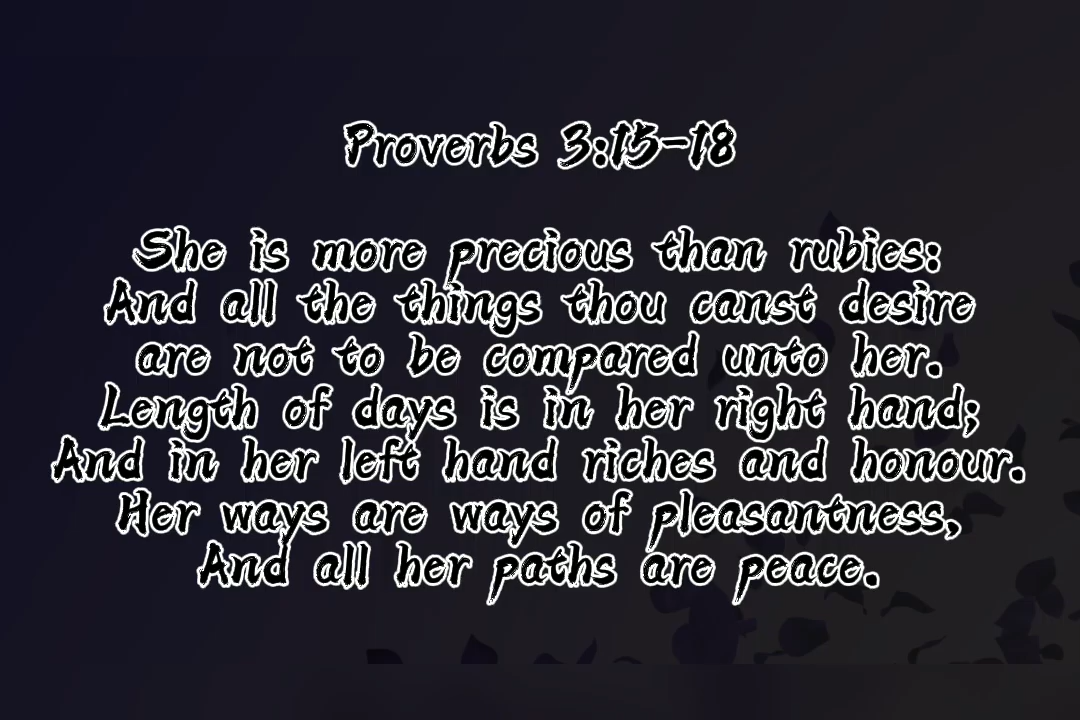 Proverbs 3:15-18
She is more precious than rubies:
And all the things thou canst desire
are not to be compared unto her.
Length of days is in her right hand;
And in her left hand riches and honour.
Her ways are ways of pleasantness,
And all her paths are peace.